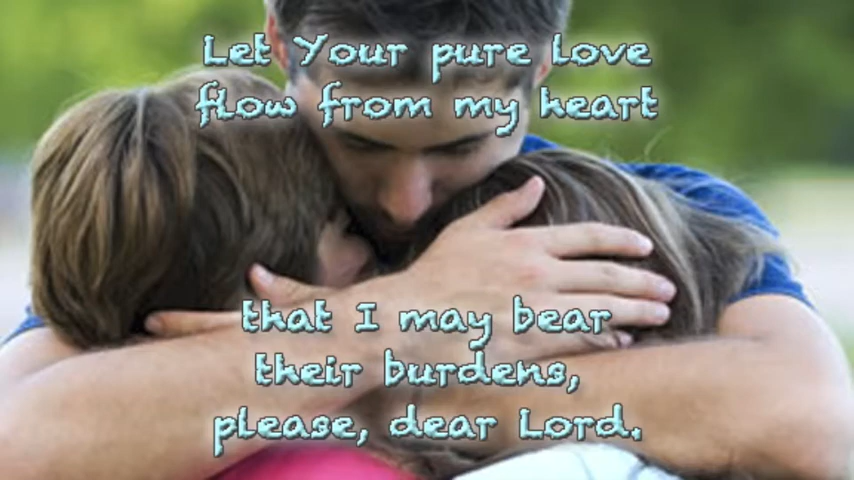 Let Your pure love
flow from my heart
that I may bear
their burdens,
please, dear Lord.